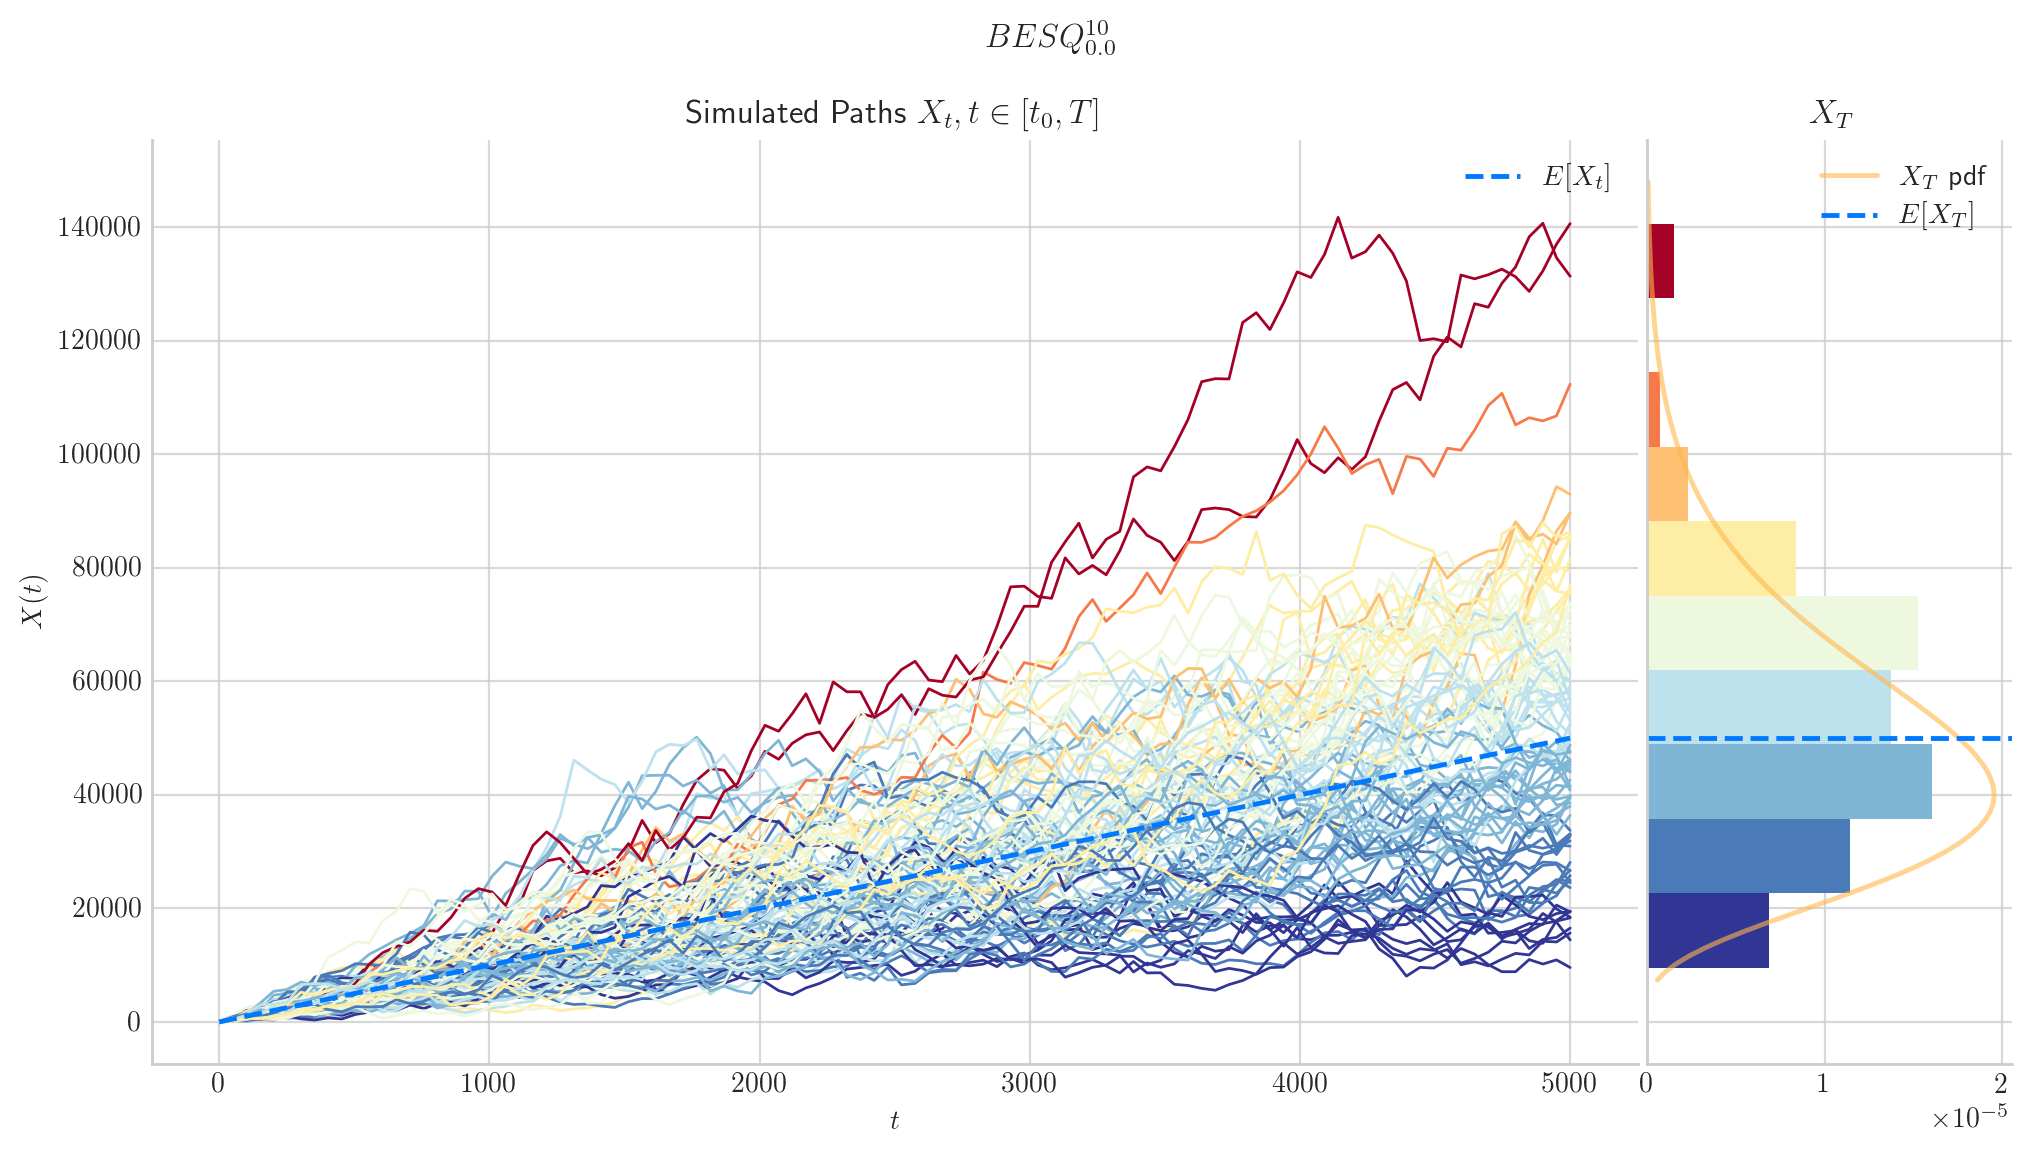 $BESQ_{0.0}^{10}$
Simulated Paths $X_t, t \in [t_0, T]$
$X_T$
$E[X_t]$
$X_T$ pdf
$E[X_T]$
140000
120000
100000
80000
60000
40000
20000
0
$X(t)$
0 1000 2000 3000 4000 5000
0 1 2
$t$
$\times 10^{-5}$